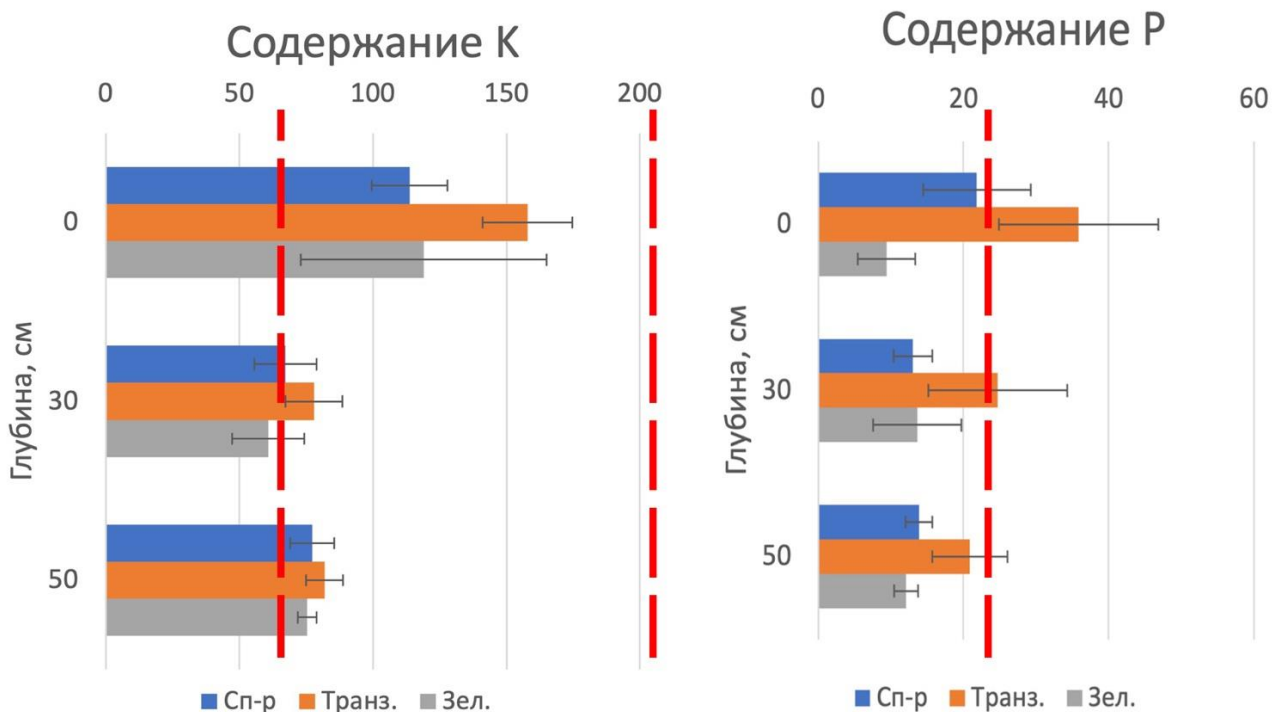 Содержание K
0 50 100 150 200
Глубина, см
0
30
50
Сп-р Транз. Зел.
Содержание P
0 20 40 60
Глубина, см
0
30
50
Сп-р Транз. Зел.